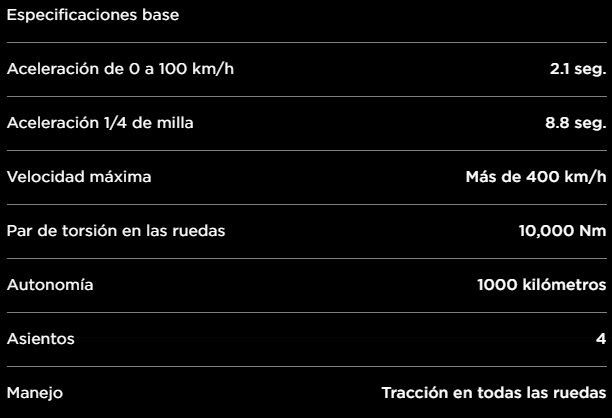 Especificaciones base
Aceleración de 0 a 100 km/h 2.1 seg.
Aceleración 1/4 de milla 8.8 seg.
Velocidad máxima Más de 400 km/h
Par de torsión en las ruedas 10,000 Nm
Autonomía 1000 kilómetros
Asientos 4
Manejo Tracción en todas las ruedas